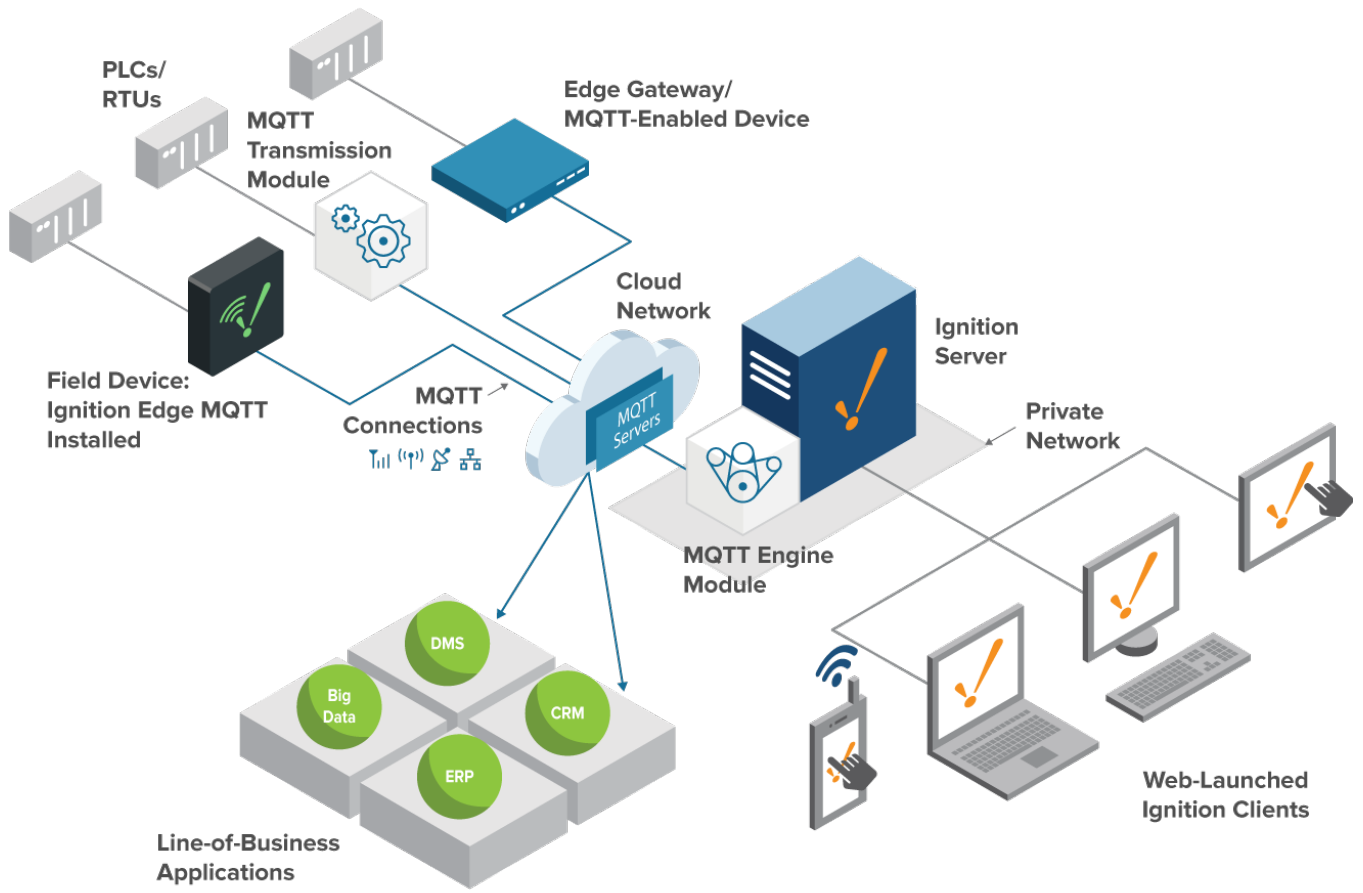 PLCs/
RTUs
MQTT
Transmission
Module
Edge Gateway/
MQTT-Enabled Device
Cloud
Network
Ignition
Server
Field Device:
Ignition Edge MQTT
Installed
MQTT
Connections
MQTT
Servers
Private
Network
MQTT Engine
Module
DMS
Big
Data
CRM
ERP
Line-of-Business
Applications
Web-Launched
Ignition Clients